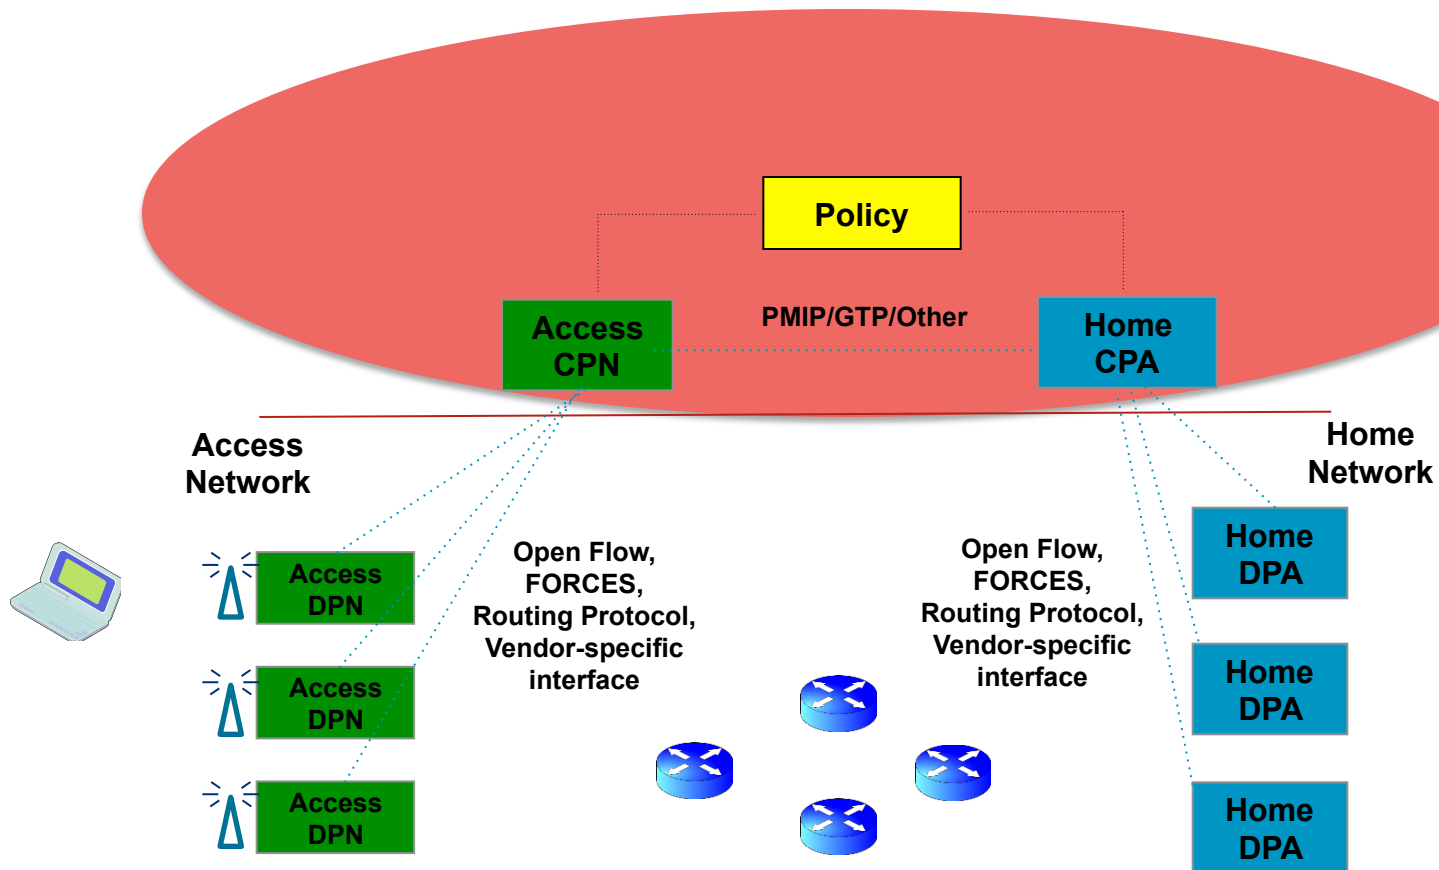 Policy
Access
CPN
PMIP/GTP/Other
Home
CPA
Access
Network
Home
Network
Access
DPN
Access
DPN
Access
DPN
Open Flow,
FORCES,
Routing Protocol,
Vendor-specific
interface
Open Flow,
FORCES,
Routing Protocol,
Vendor-specific
interface
Home
DPA
Home
DPA
Home
DPA